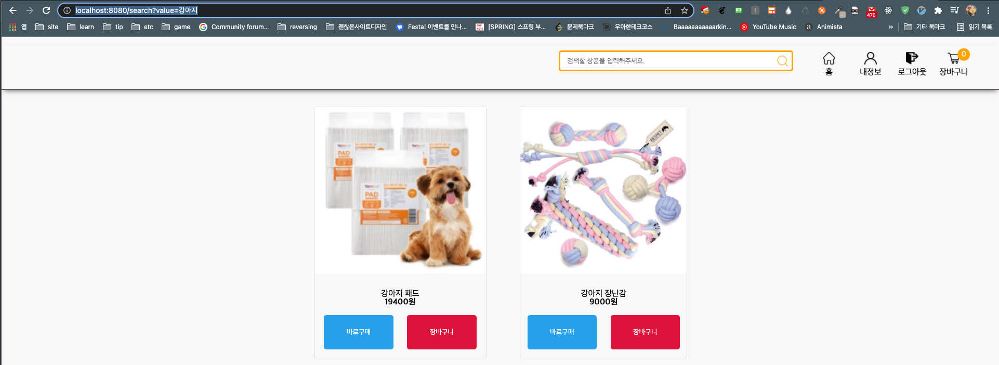 localhost:8080/search?value=강아지
470
앱 site learn tip etc game Community forum... reversing 괜찮은사이트디자인 Festa! 이벤트를 만나... [SPRING] 스프링 부... 문제북마크 우아한테크코스 Baaaaaaaaaaarkin... YouTube Music Animista » 기타 북마크 읽기 목록
검색할 상품을 입력해주세요.
0
홈 내정보 로그아웃 장바구니
RESPET
PAD
PAD
강아지 패드
19400원
바로구매 장바구니
강아지 장난감
9000원
바로구매 장바구니